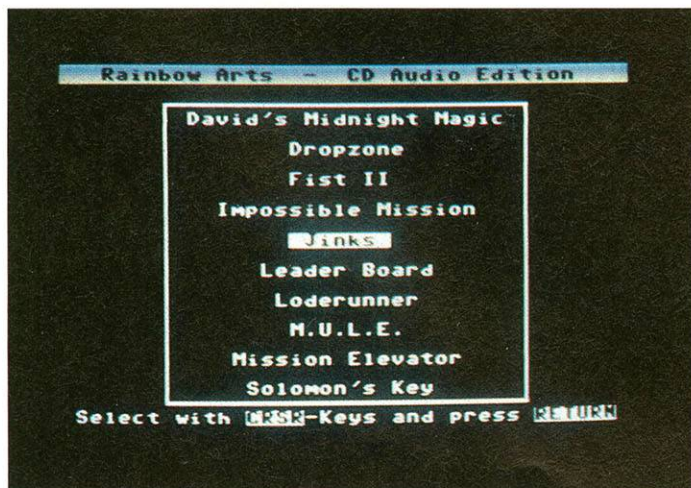 Rainbow Arts - CD Audio Edition
David's Midnight Magic
Dropzone
Fist II
Impossible Mission
Jinks
Leader Board
Loderunner
M.U.L.E.
Mission Elevator
Solomon's Key
Select with CRSR-Keys and press RETURN